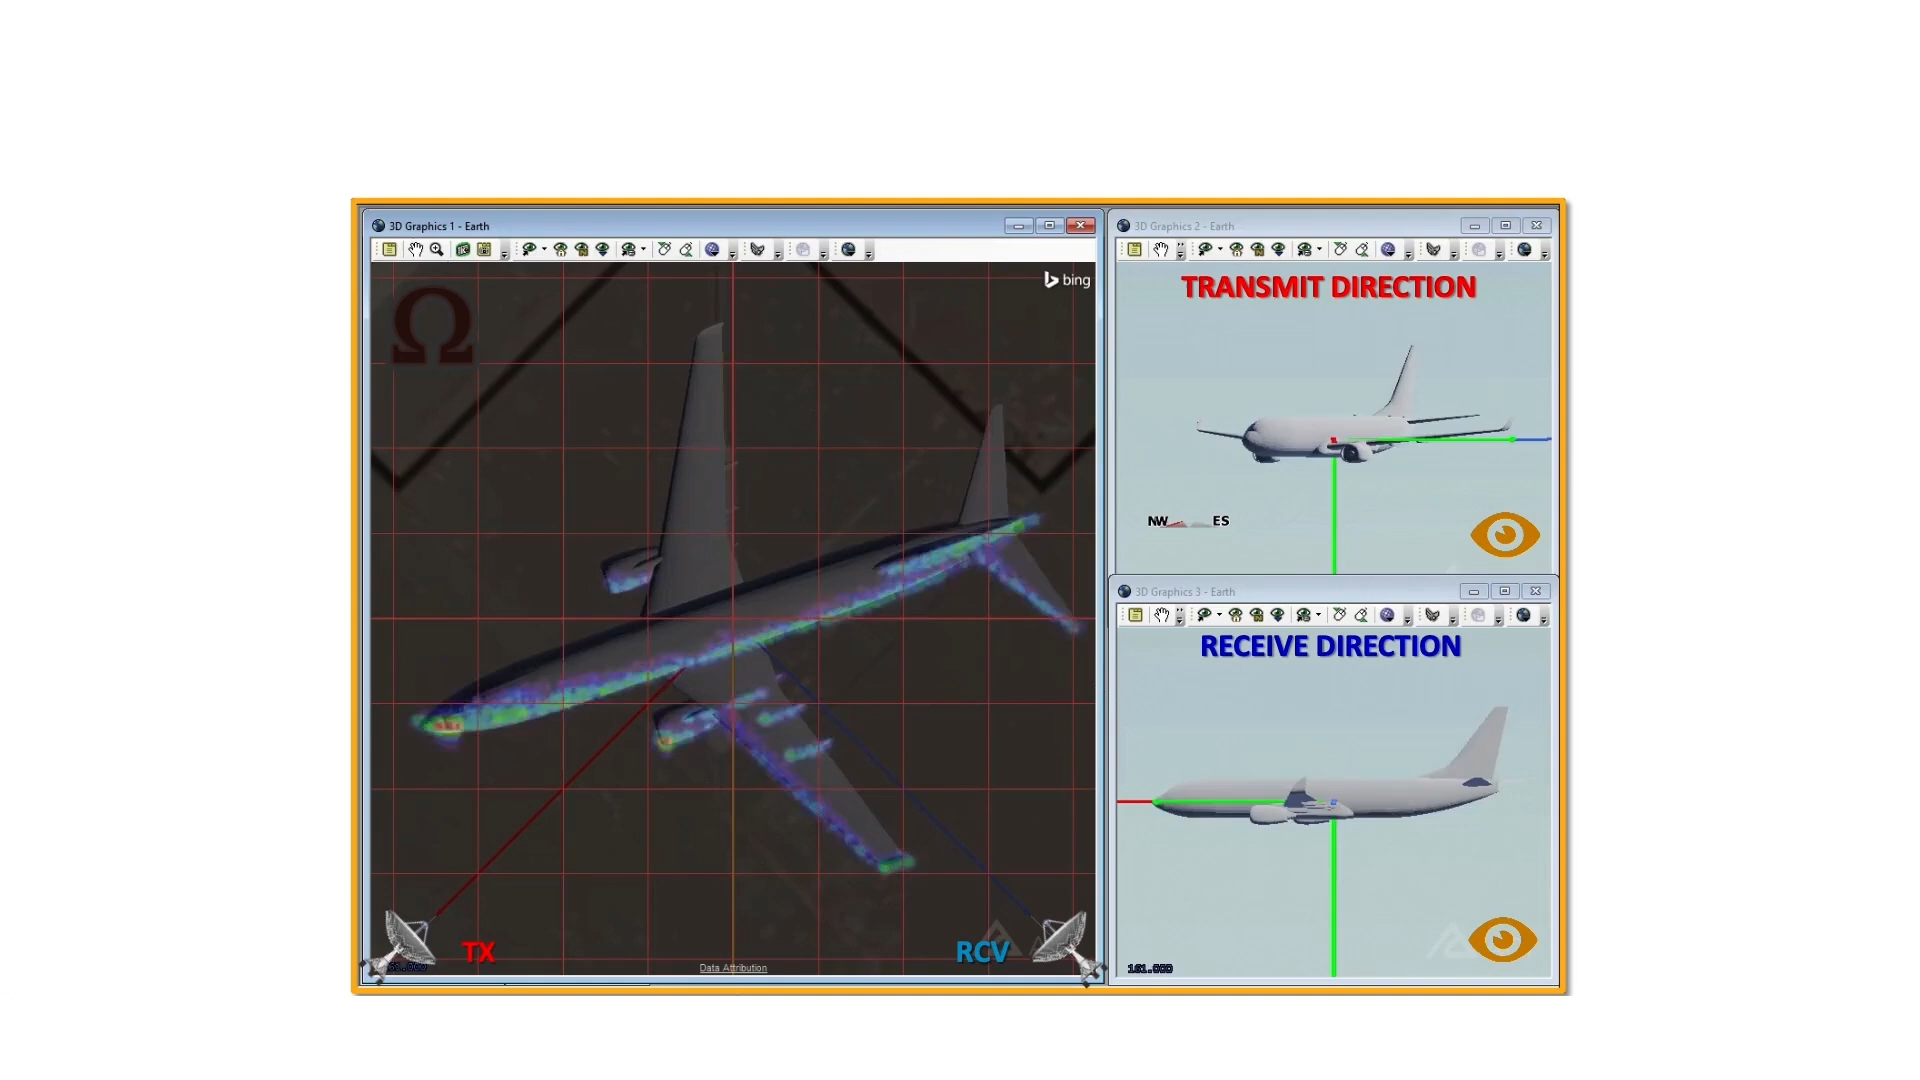 3D Graphics 1 - Earth
bing
Ω
TX
RCV
Data Attribution
3D Graphics 2 - Earth
TRANSMIT DIRECTION
NW
ES
3D Graphics 3 - Earth
RECEIVE DIRECTION
161.000